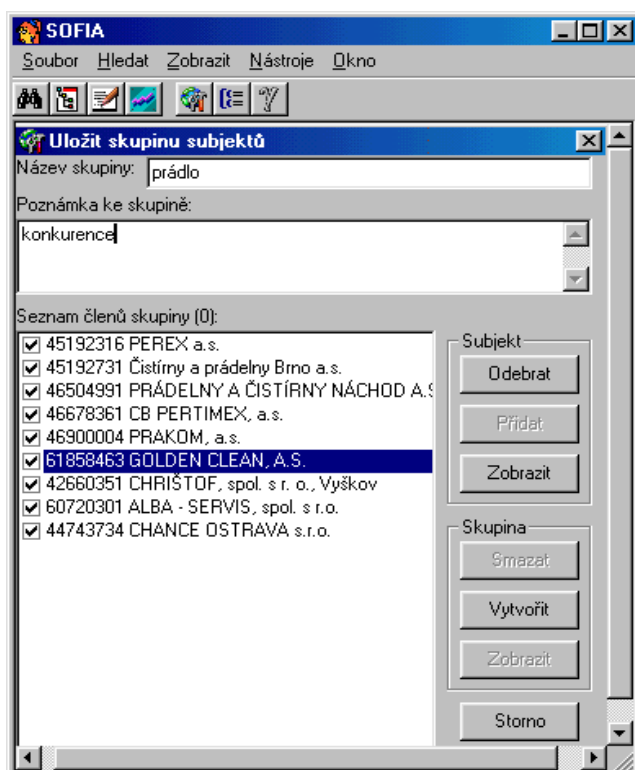 SOFIA
Soubor Hledat Zobrazit Nástroje Okno
Uložit skupinu subjektů
Název skupiny: prádlo
Poznámka ke skupině:
konkurence
Seznam členů skupiny (0):
45192316 PEREX a.s.
45192731 Čistírny a prádelny Brno a.s.
46504991 PRÁDELNY A ČISTÍRNY NÁCHOD A.S
46678361 CB PERTIMEX, a.s.
46900004 PRAKOM, a.s.
61858463 GOLDEN CLEAN, A.S.
42660351 CHRIŠTOF, spol. s r. o., Vyškov
60720301 ALBA - SERVIS, spol. s r.o.
44743734 CHANCE OSTRAVA s.r.o.
Subjekt
Odebrat
Přidat
Zobrazit
Skupina
Smazat
Vytvořit
Zobrazit
Storno